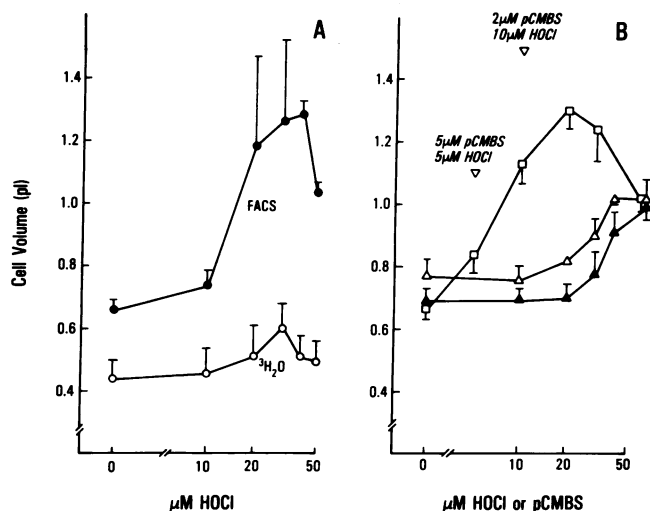 A
1.4
1.2
1.0
0.8
0.6
0.4
Cell Volume (pl)
FACS
³H₂O
0
10
20
50
μM HOCl
B
2μM pCMBS
10μM HOCl
5μM pCMBS
5μM HOCl
1.4
1.2
1.0
0.8
0.6
0.4
0
10
20
50
μM HOCl or pCMBS